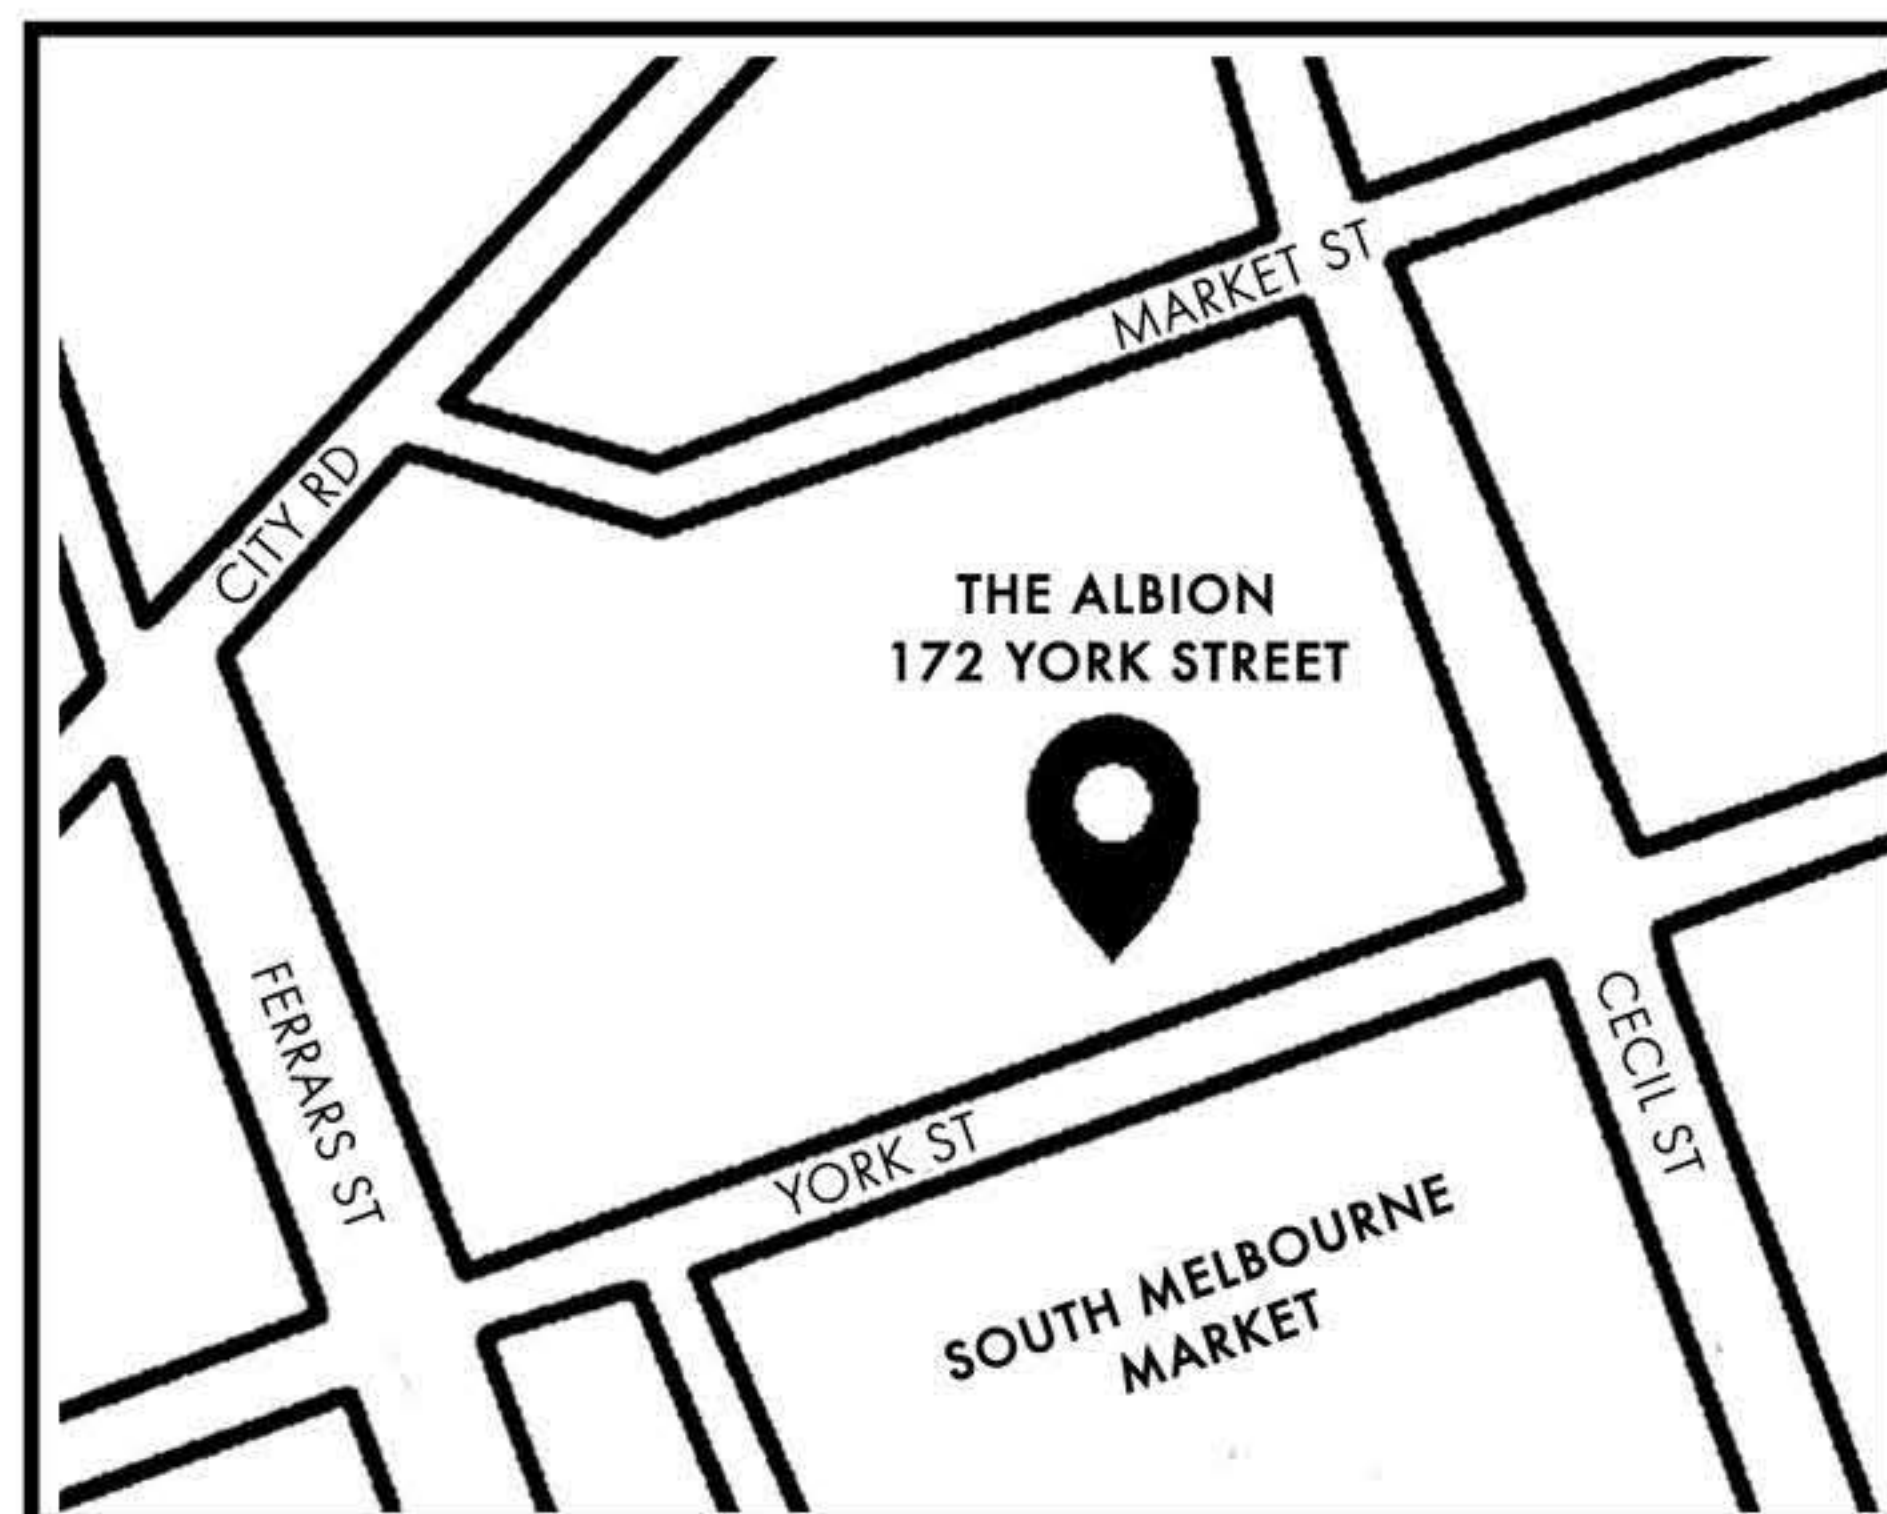 MARKET ST
CITY RD
THE ALBION
172 YORK STREET
FERRARS ST
CECIL ST
YORK ST
SOUTH MELBOURNE
MARKET